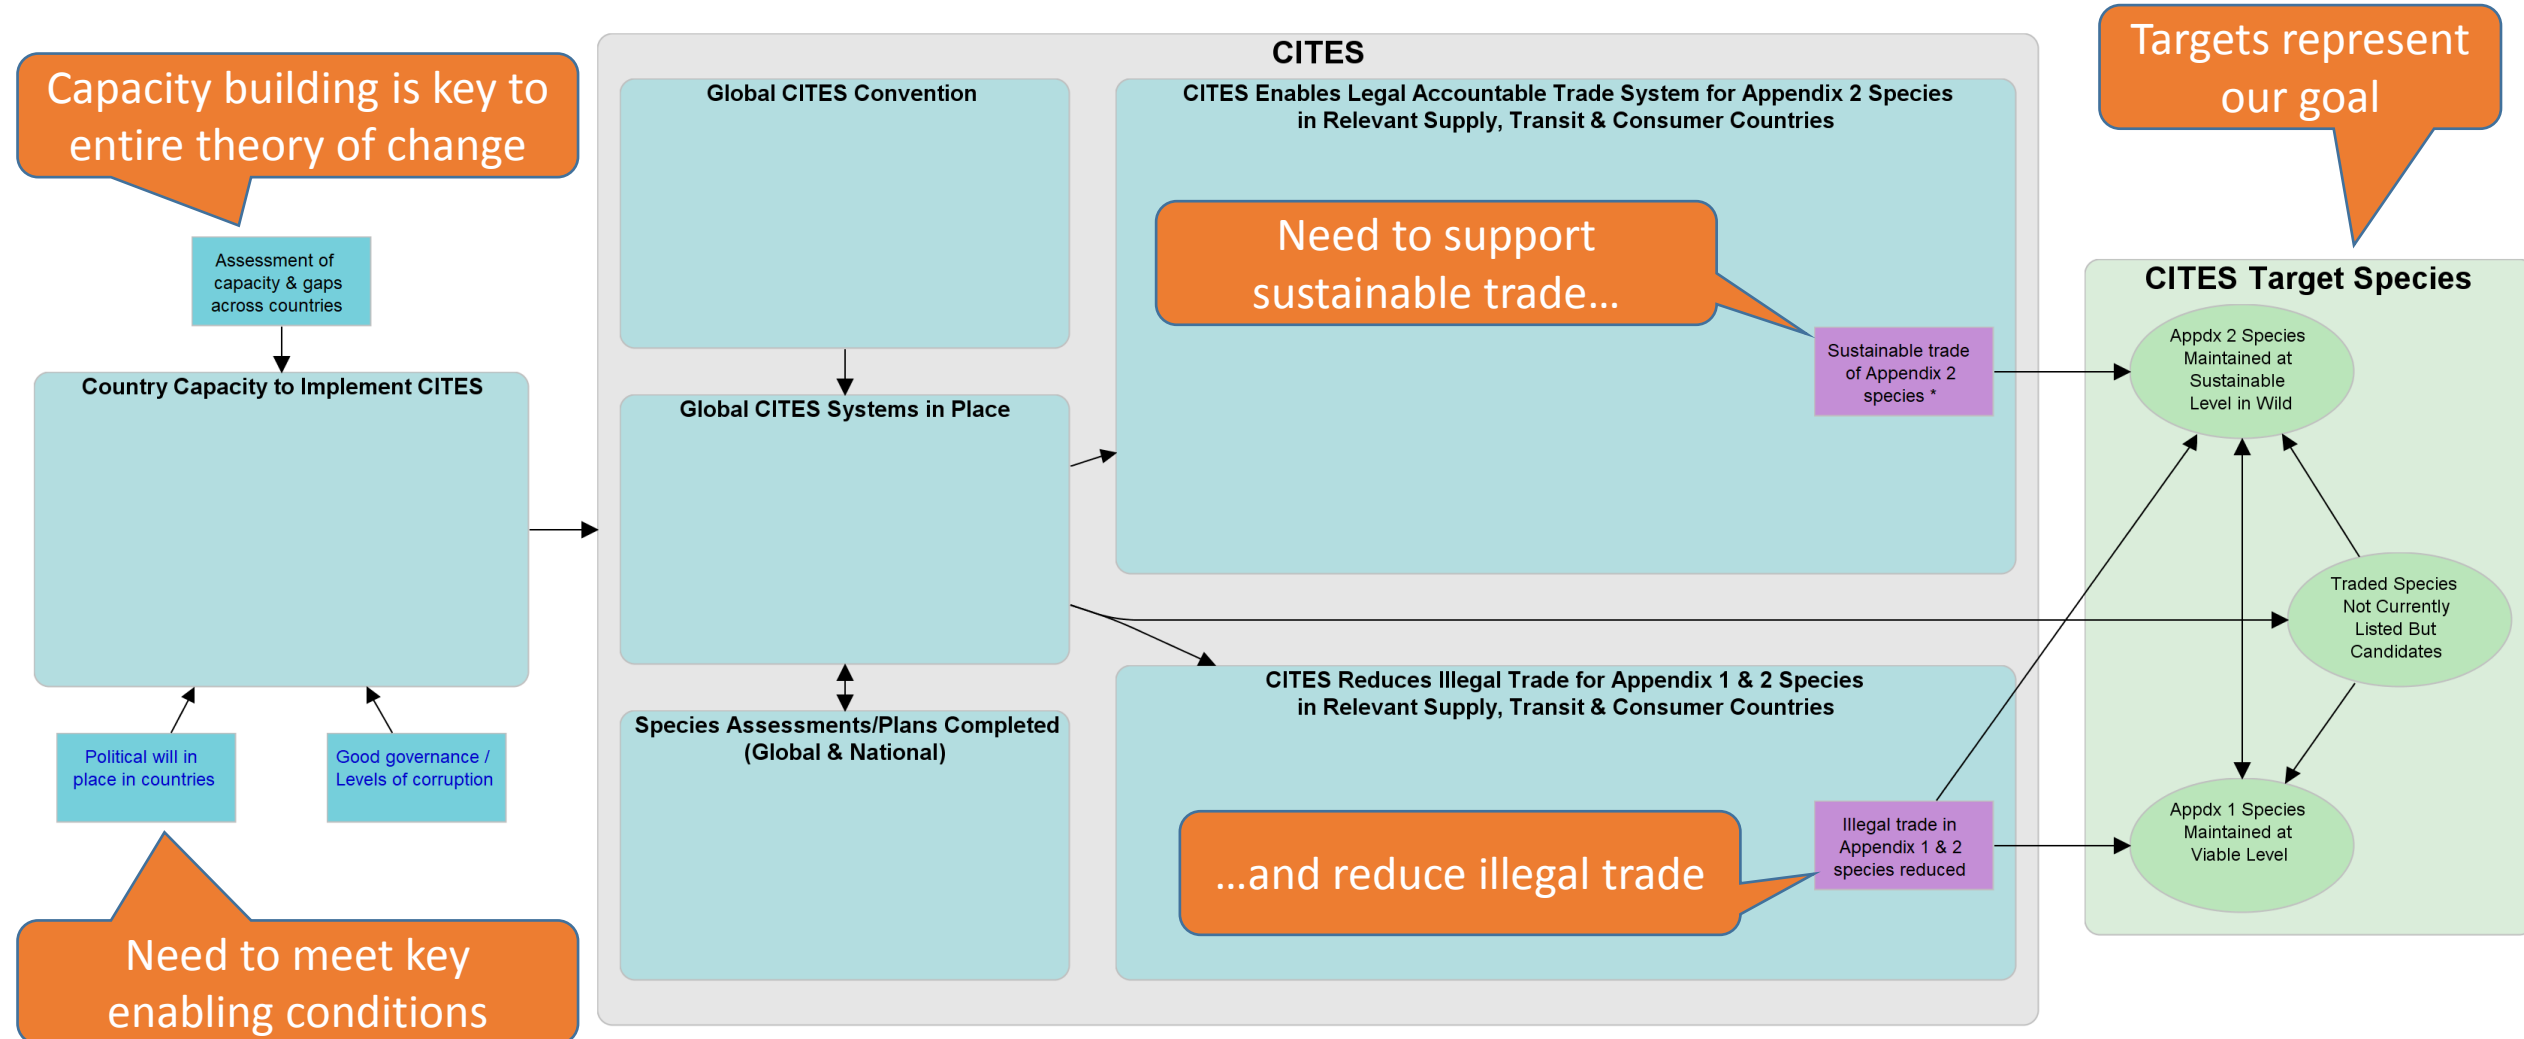 Capacity building is key to
entire theory of change
Assessment of
capacity & gaps
across countries
Country Capacity to Implement CITES
Political will in
place in countries
Good governance /
Levels of corruption
Need to meet key
enabling conditions
CITES
Global CITES Convention
Global CITES Systems in Place
Species Assessments/Plans Completed
(Global & National)
CITES Enables Legal Accountable Trade System for Appendix 2 Species
in Relevant Supply, Transit & Consumer Countries
Need to support
sustainable trade...
Sustainable trade
of Appendix 2
species *
CITES Reduces Illegal Trade for Appendix 1 & 2 Species
in Relevant Supply, Transit & Consumer Countries
...and reduce illegal trade
Illegal trade in
Appendix 1 & 2
species reduced
Targets represent
our goal
CITES Target Species
Appdx 2 Species
Maintained at
Sustainable
Level in Wild
Traded Species
Not Currently
Listed But
Candidates
Appdx 1 Species
Maintained at
Viable Level